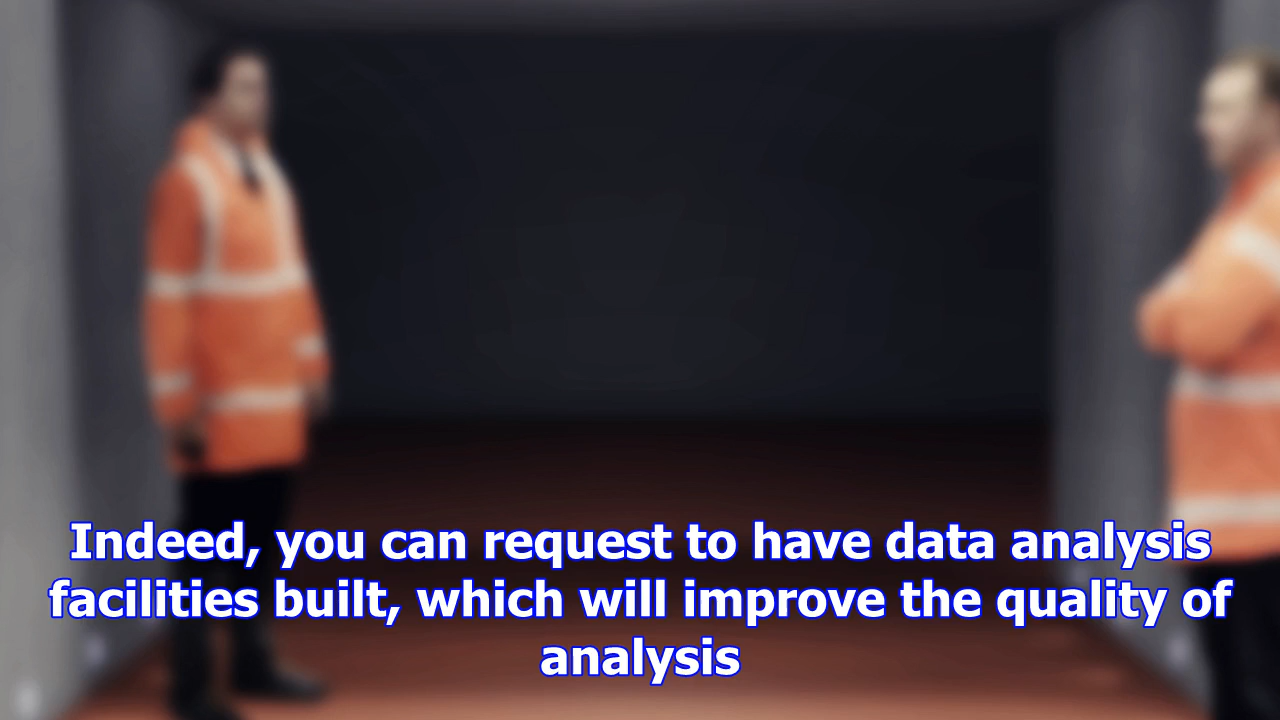 Indeed, you can request to have data analysis
facilities built, which will improve the quality of
analysis